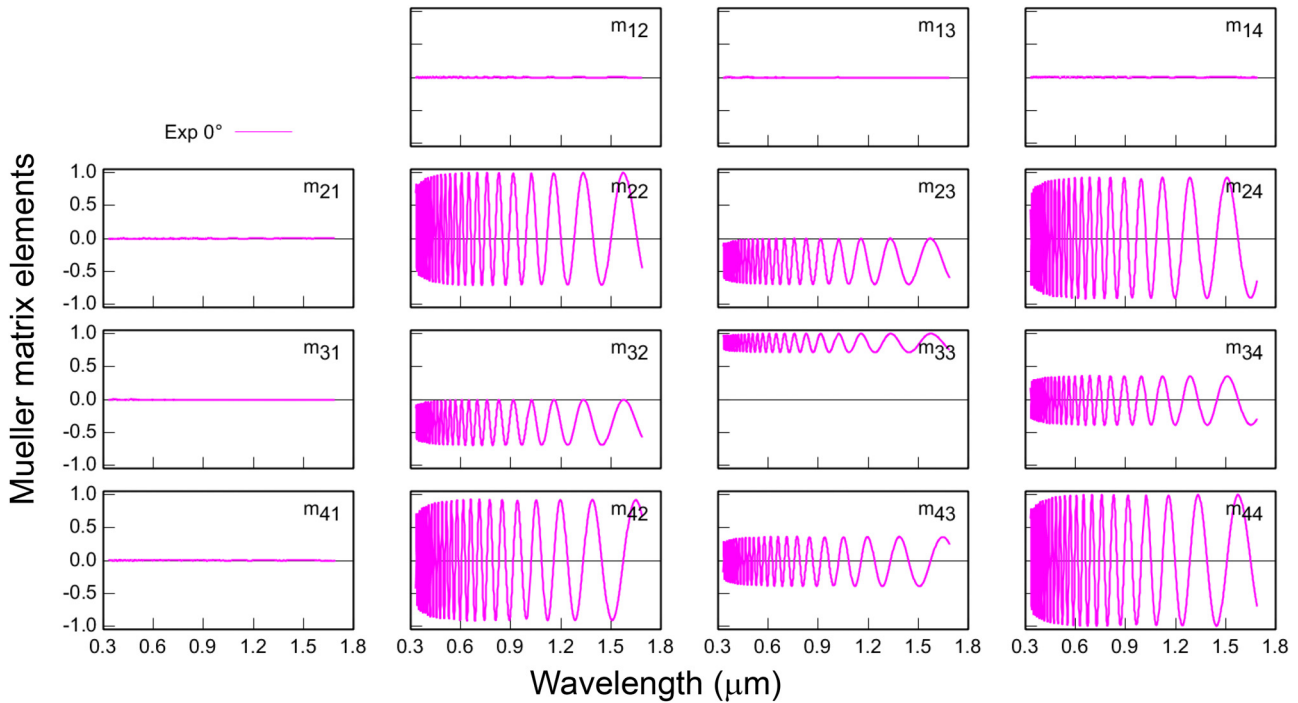 m12
m13
m14
Exp 0°
Mueller matrix elements
1.0
0.5
0.0
-0.5
-1.0
m21
m22
m23
m24
1.0
0.5
0.0
-0.5
-1.0
m31
m32
m33
m34
1.0
0.5
0.0
-0.5
-1.0
m41
m42
m43
m44
0.3 0.6 0.9 1.2 1.5 1.8 0.3 0.6 0.9 1.2 1.5 1.8 0.3 0.6 0.9 1.2 1.5 1.8 0.3 0.6 0.9 1.2 1.5 1.8
Wavelength (μm)